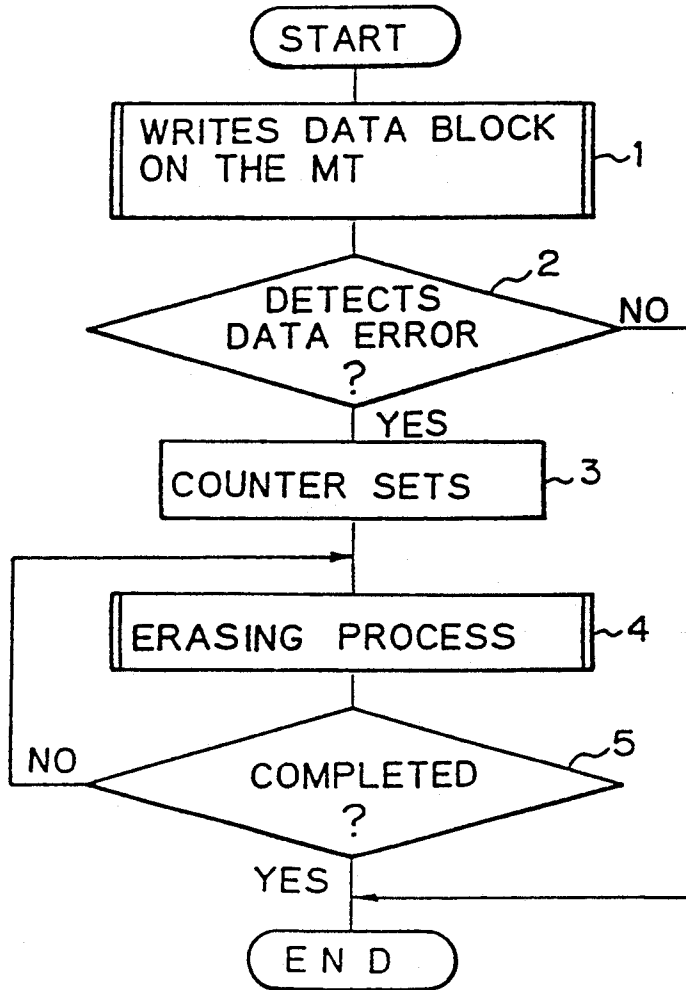 START
WRITES DATA BLOCK
ON THE MT
1
2
DETECTS
DATA ERROR
?
NO
YES
COUNTER SETS
3
ERASING PROCESS
4
5
NO
COMPLETED
?
YES
END